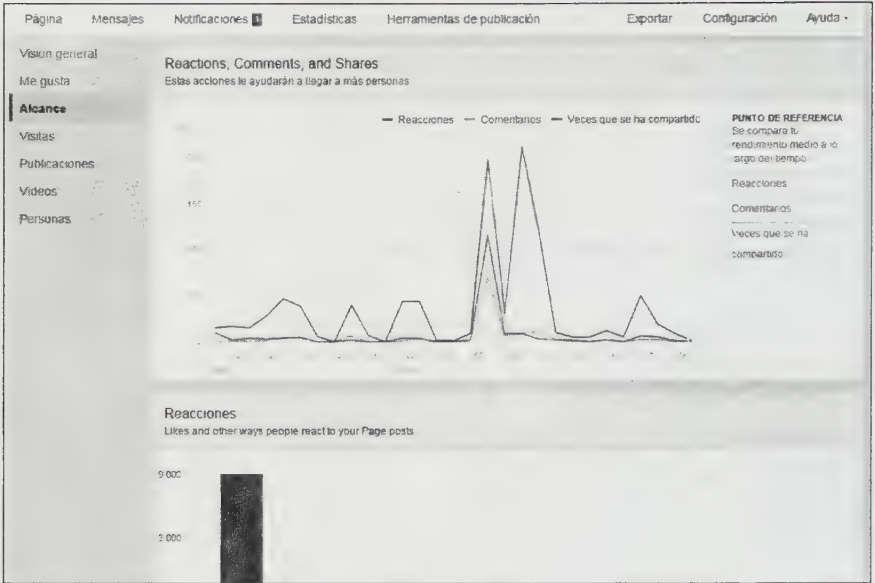 Página Mensajes Notificaciones 1 Estadísticas Herramientas de publicación Exportar Configuración Ayuda
Visión general
Me gusta
Alcance
Visitas
Publicaciones
Videos
Personas
Reactions, Comments, and Shares
Estas acciones le ayudarán a llegar a más personas
Reacciones Comentarios Veces que se ha compartido
PUNTO DE REFERENCIA
Se compara tu
rendimiento medio a lo
largo del tiempo
Reacciones
Comentarios
Veces que se ha
compartido
Reacciones
Likes and other ways people react to your Page posts
9 000
3 000